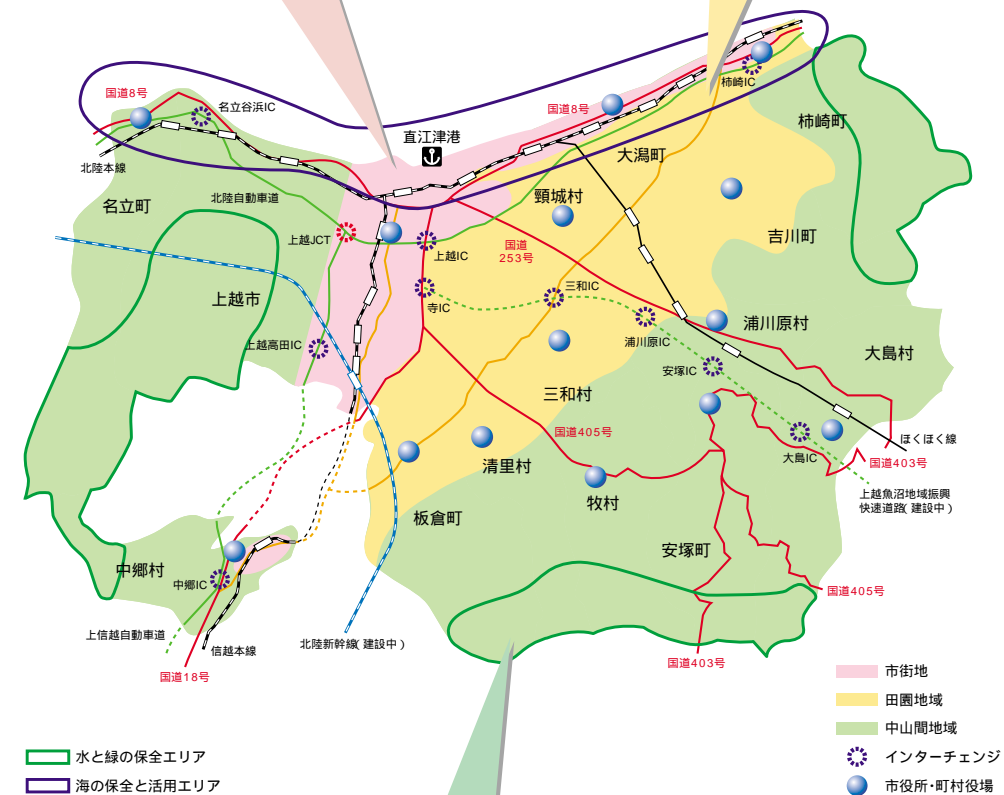 国道8号
名立谷浜IC
北陸本線
名立町
北陸自動車道
上越JCT
上越市
上越高田IC
直江津港
国道8号
柿崎IC
柿崎町
大潟町
頸城村
吉川町
上越IC
国道
253号
三和IC
寺IC
浦川原IC
浦川原村
安塚IC
大島村
三和村
国道405号
清里村
牧村
板倉町
大島IC
ほくほく線
国道403号
上越魚沼地域振興
快速道路(建設中)
安塚町
国道405号
国道403号
中郷村
中郷IC
上信越自動車道
信越本線
国道18号
北陸新幹線(建設中)
市街地
田園地域
中山間地域
インターチェンジ
市役所・町村役場
水と緑の保全エリア
海の保全と活用エリア